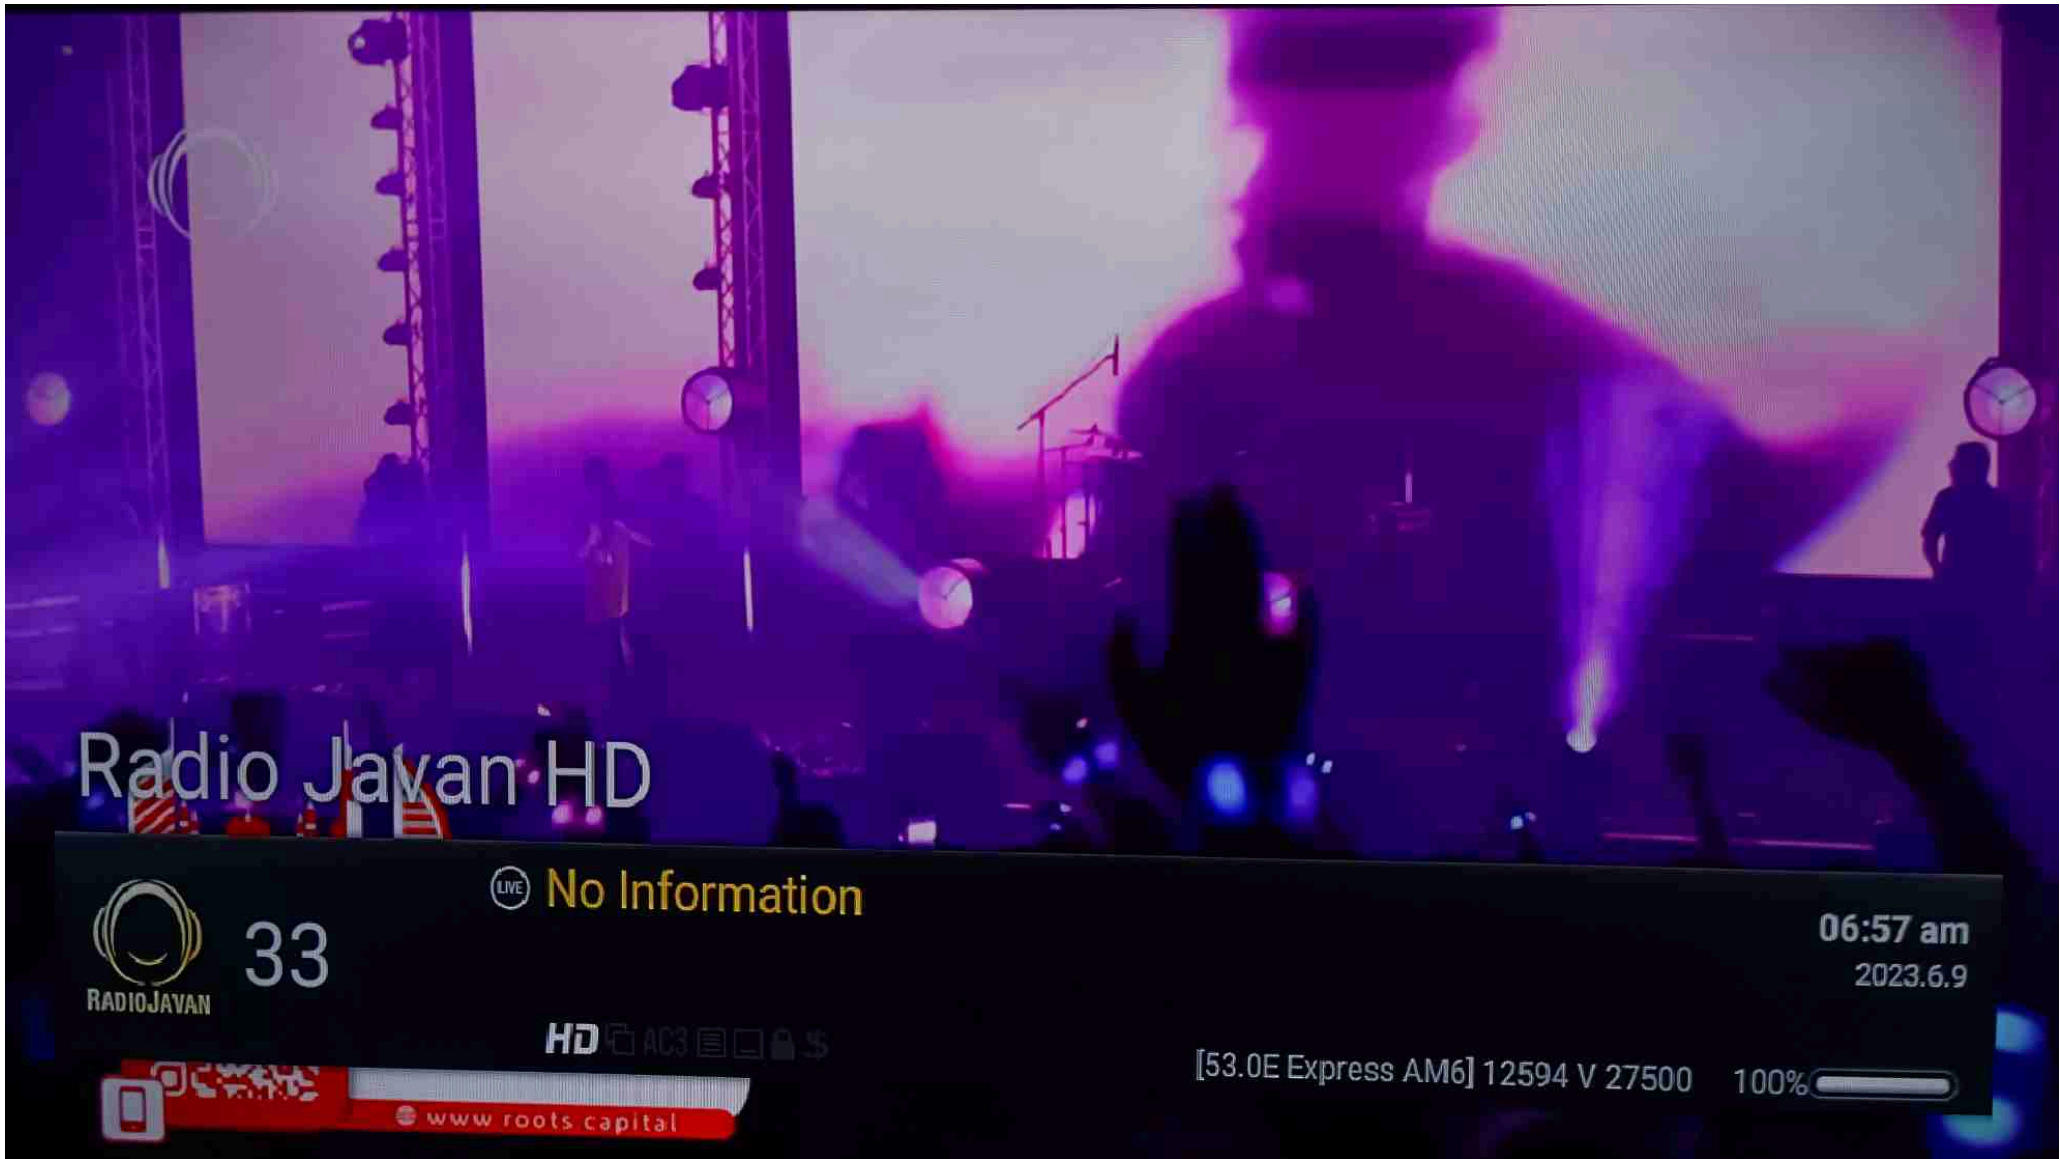 Radio Javan HD
LIVE No Information
RADIOJAVAN
33
06:57 am
2023.6.9
HD AC3 $
[53.0E Express AM6] 12594 V 27500 100%
www roots capital